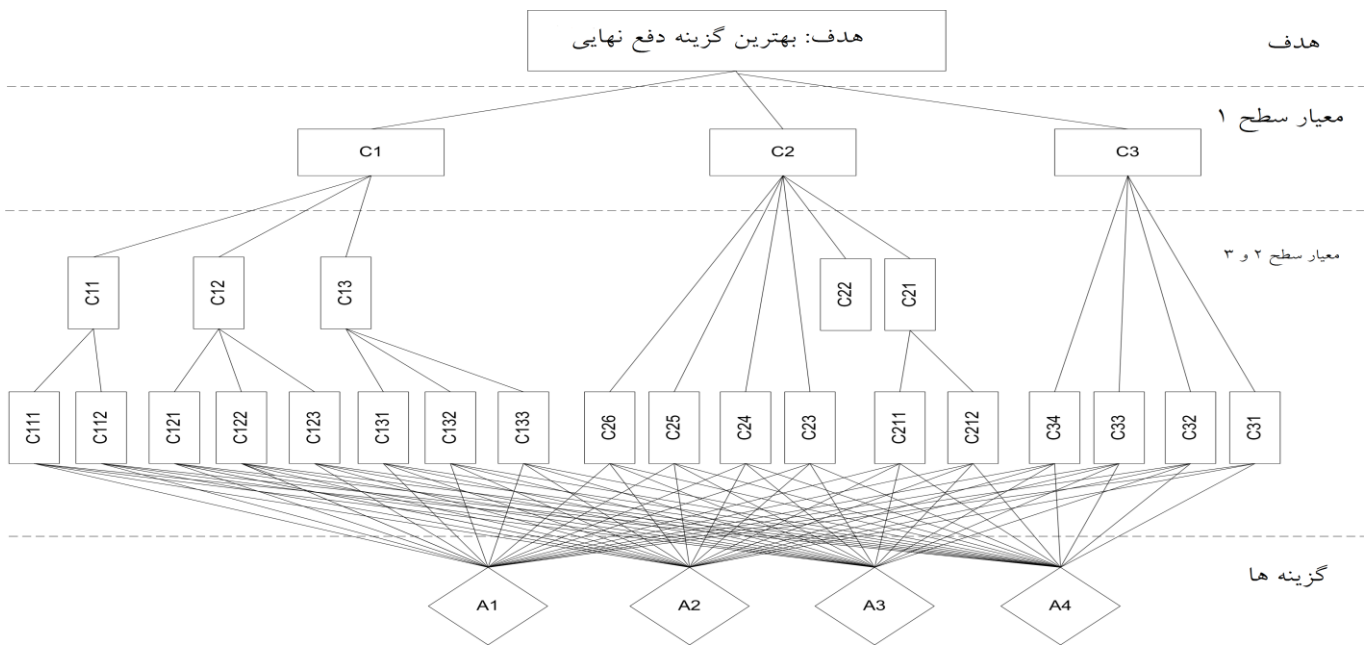 هدف: بهترین گزینه دفع نهایی
هدف
معیار سطح ۱
C1
C2
C3
معیار سطح ۲ و ۳
C11
C12
C13
C22
C21
C111
C112
C121
C122
C123
C131
C132
C133
C26
C25
C24
C23
C211
C212
C34
C33
C32
C31
گزینه ها
A1
A2
A3
A4